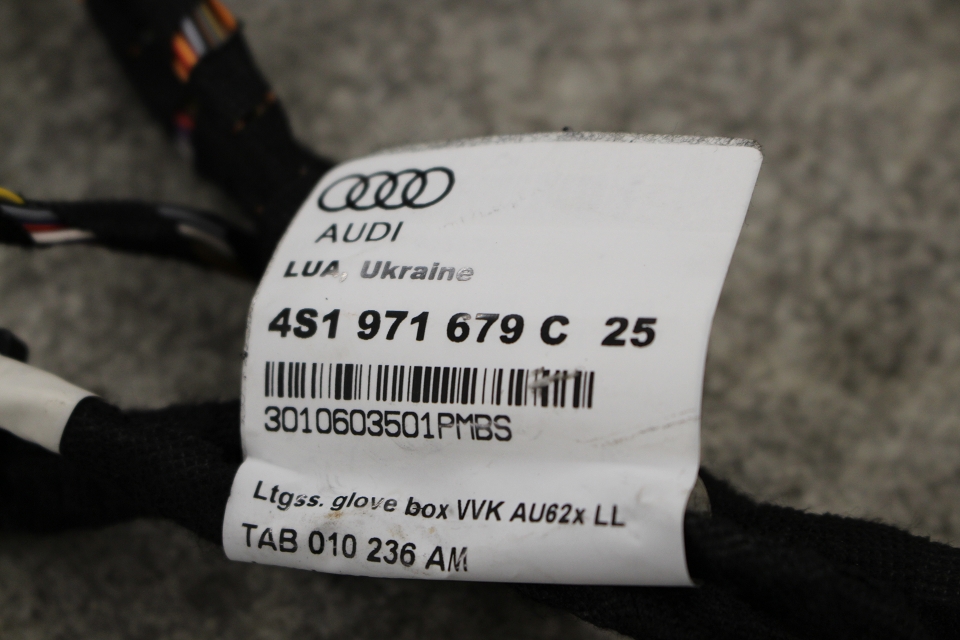 AUDI
LUA, Ukraine
4S1 971 679 C 25
3010603501PMBS
Ltgss. glove box VVK AU62x LL
TAB 010 236 AM